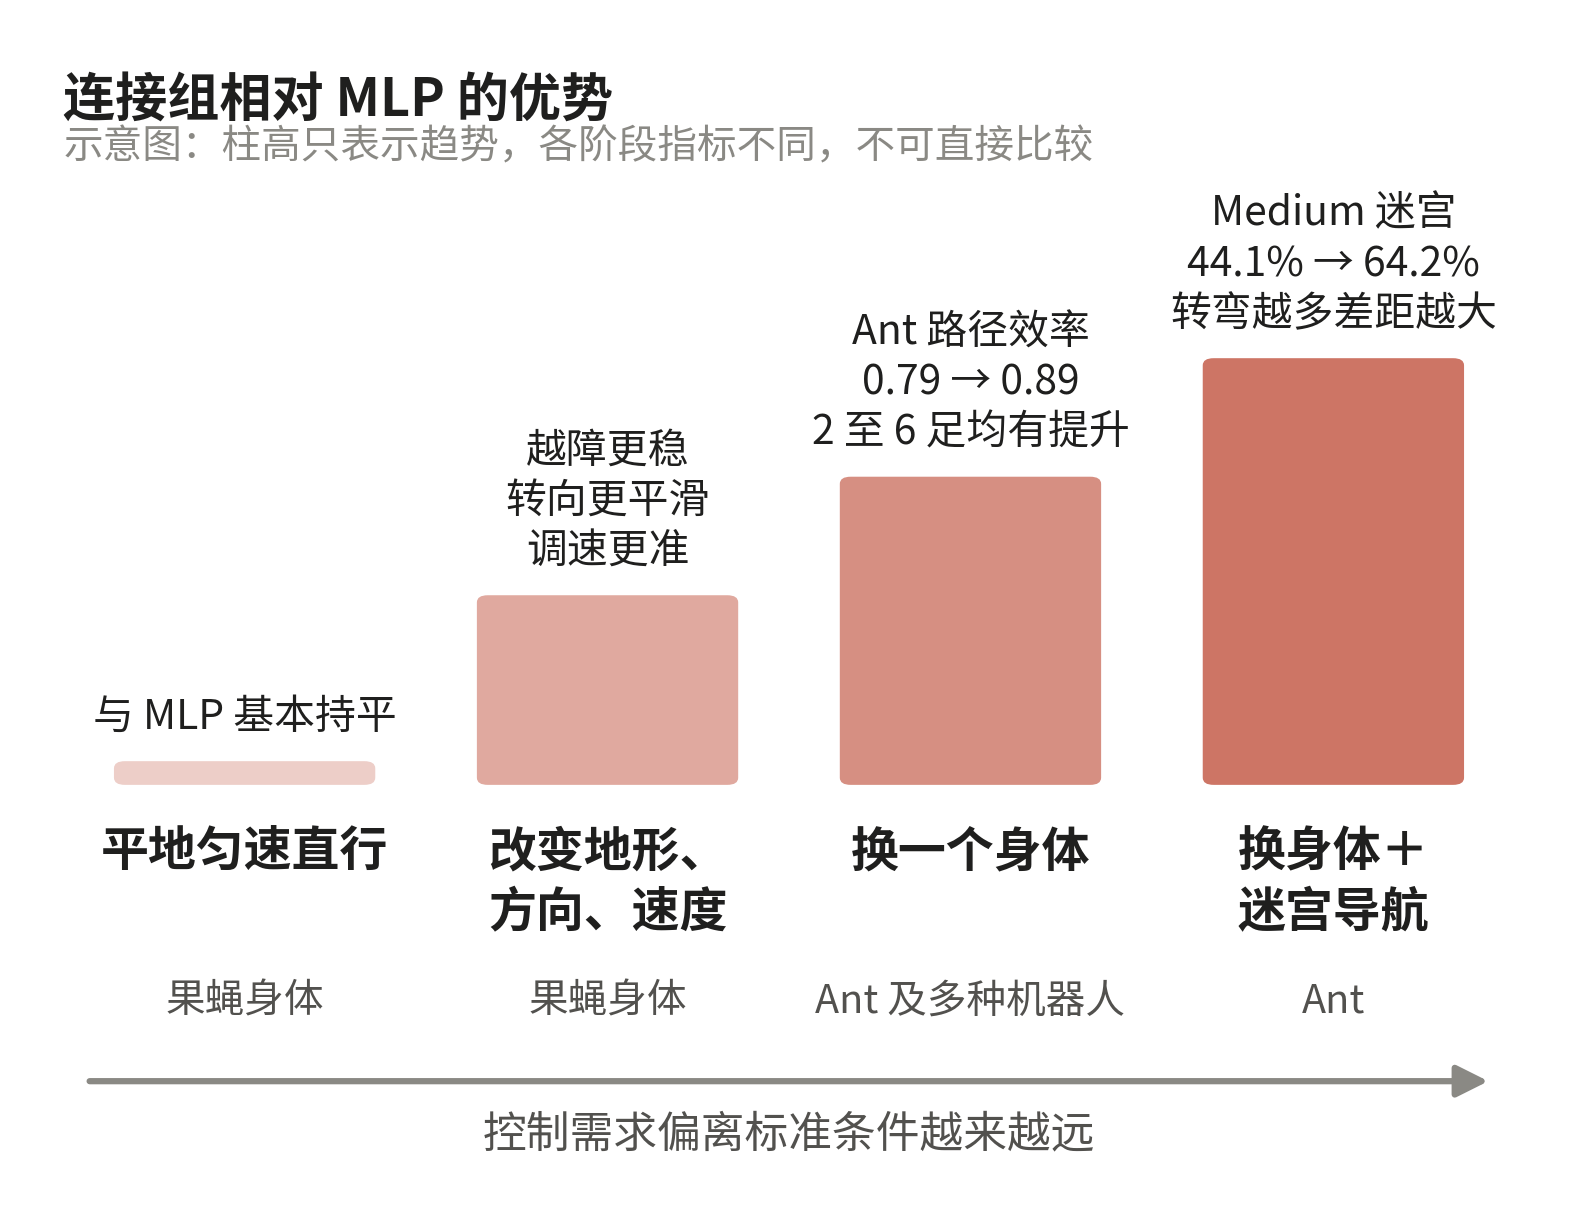 连接组相对 MLP 的优势
示意图：柱高只表示趋势，各阶段指标不同，不可直接比较
与 MLP 基本持平
越障更稳
转向更平滑
调速更准
Ant 路径效率
0.79 → 0.89
2 至 6 足均有提升
Medium 迷宫
44.1% → 64.2%
转弯越多差距越大
平地匀速直行
改变地形、
方向、速度
换一个身体
换身体＋
迷宫导航
果蝇身体
果蝇身体
Ant 及多种机器人
Ant
控制需求偏离标准条件越来越远